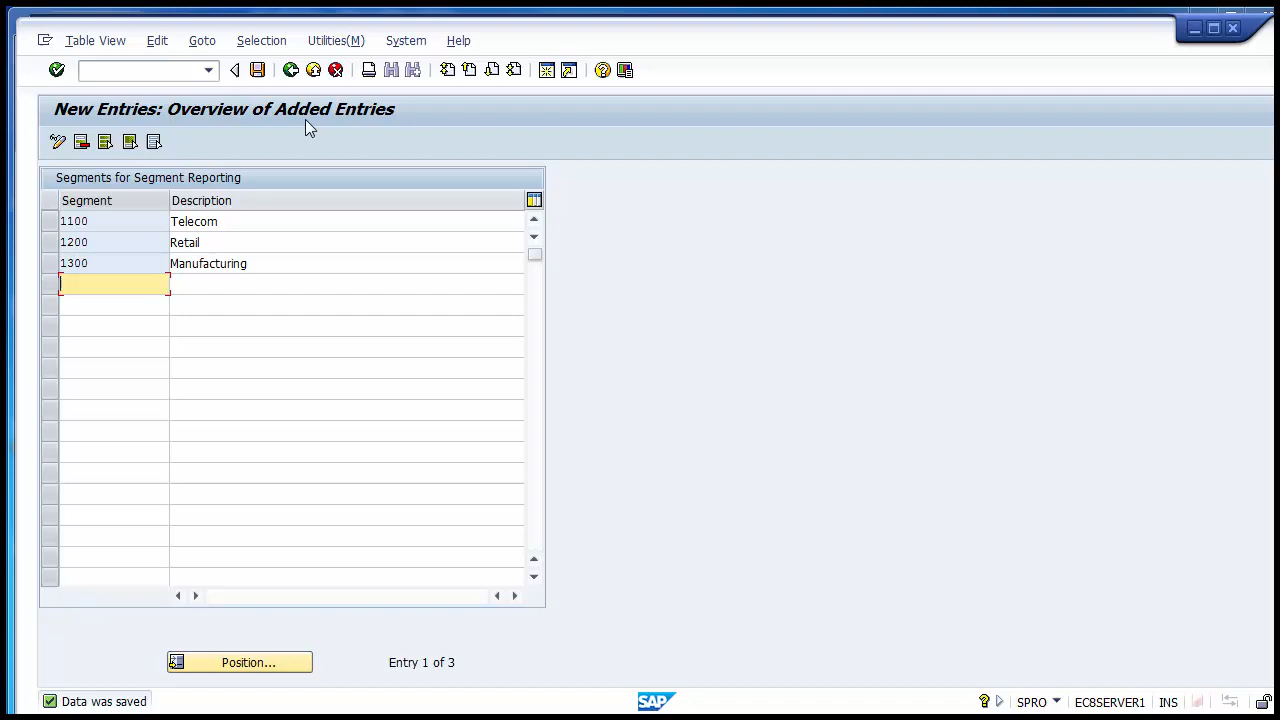 Table View Edit Goto Selection Utilities(M) System Help
New Entries: Overview of Added Entries
Segments for Segment Reporting
Segment Description
1100 Telecom
1200 Retail
1300 Manufacturing
Position... Entry 1 of 3
Data was saved SAP SPRO EC8SERVER1 INS